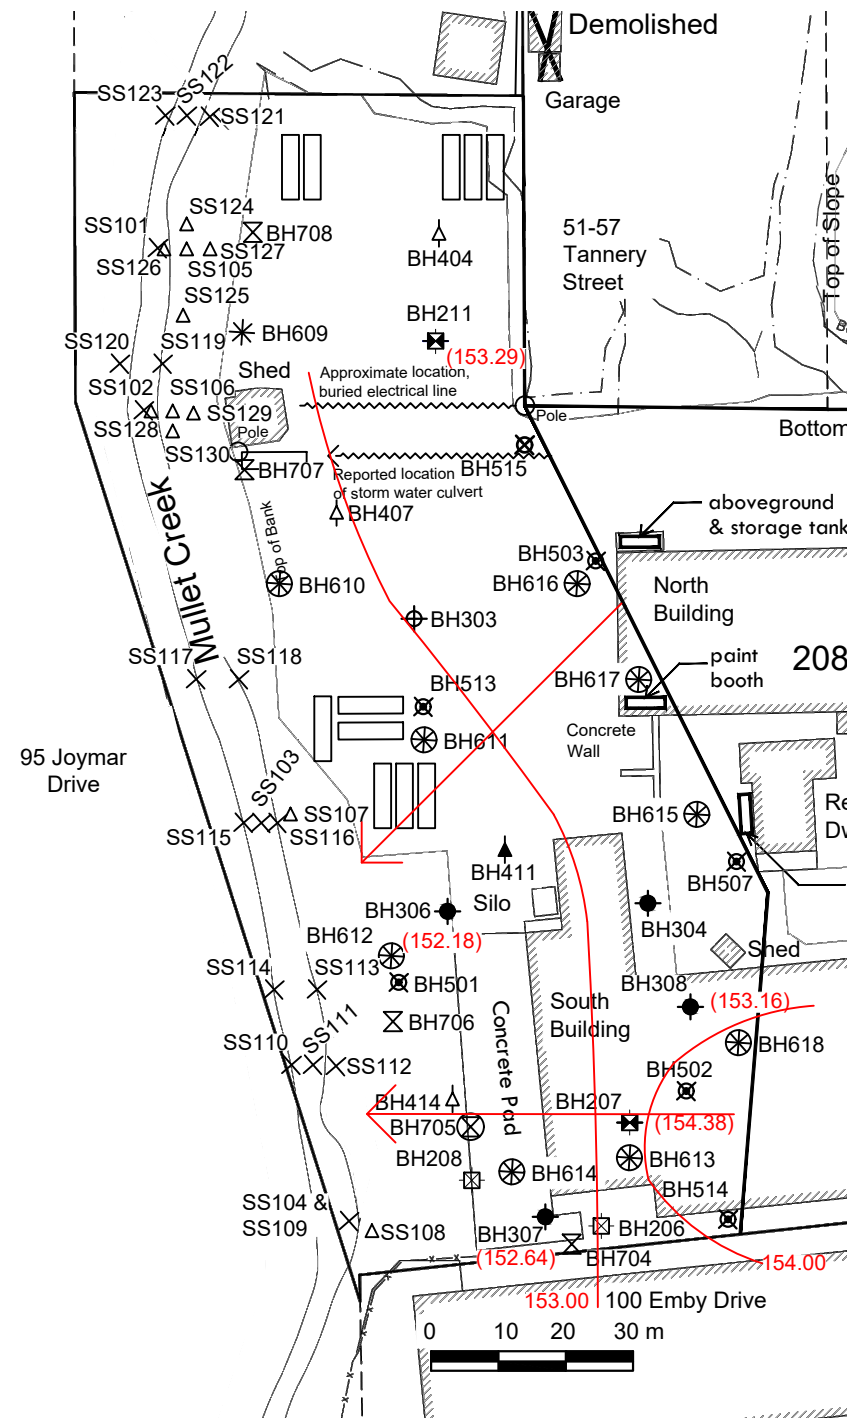 Demolished
Garage
SS122
SS123
SS121
SS124
SS101
BH708
SS127
SS126
SS105
BH404
51-57
Tannery
Street
Top of Slope
SS125
BH211
BH609
(153.29)
SS120
SS119
Shed
Approximate location,
buried electrical line
SS102
SS106
SS129
SS128
Pole
Pole
Bottom
SS130
BH707
BH515
Reported location
of storm water culvert
BH407
aboveground
& storage tank
Mullet Creek
Top of Bank
BH503
BH610
BH616
North
Building
BH303
SS117
SS118
BH617
paint
booth
208
BH513
BH611
Concrete
Wall
95 Joymar
Drive
SS103
SS107
SS115
SS116
BH615
Re
Dw
BH411
BH507
BH306
Silo
BH304
BH612
(152.18)
Shed
SS114
SS113
BH501
BH308
(153.16)
South
Building
BH706
Concrete Pad
SS110
SS111
SS112
BH618
BH502
BH414
BH207
BH705
(154.38)
BH208
BH614
BH613
BH514
SS104 &
SS109
SS108
BH307
BH206
(152.64)
BH704
154.00
153.00
100 Emby Drive
0 10 20 30 m